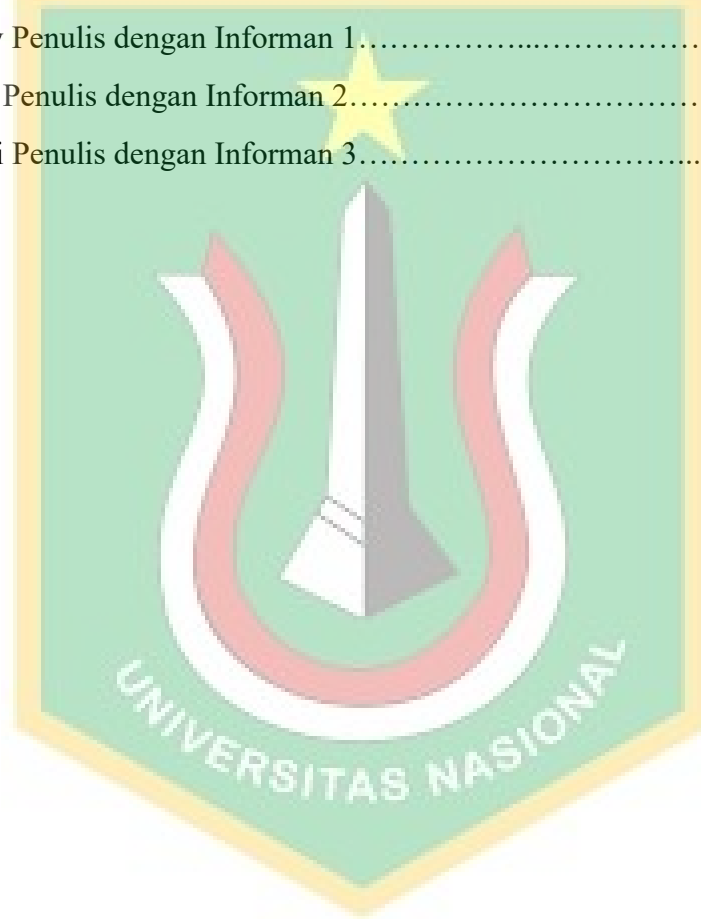 Penulis dengan Informan 1……………...………………
Penulis dengan Informan 2………………………………
Penulis dengan Informan 3…………………………...
UNIVERSITAS NASIONAL